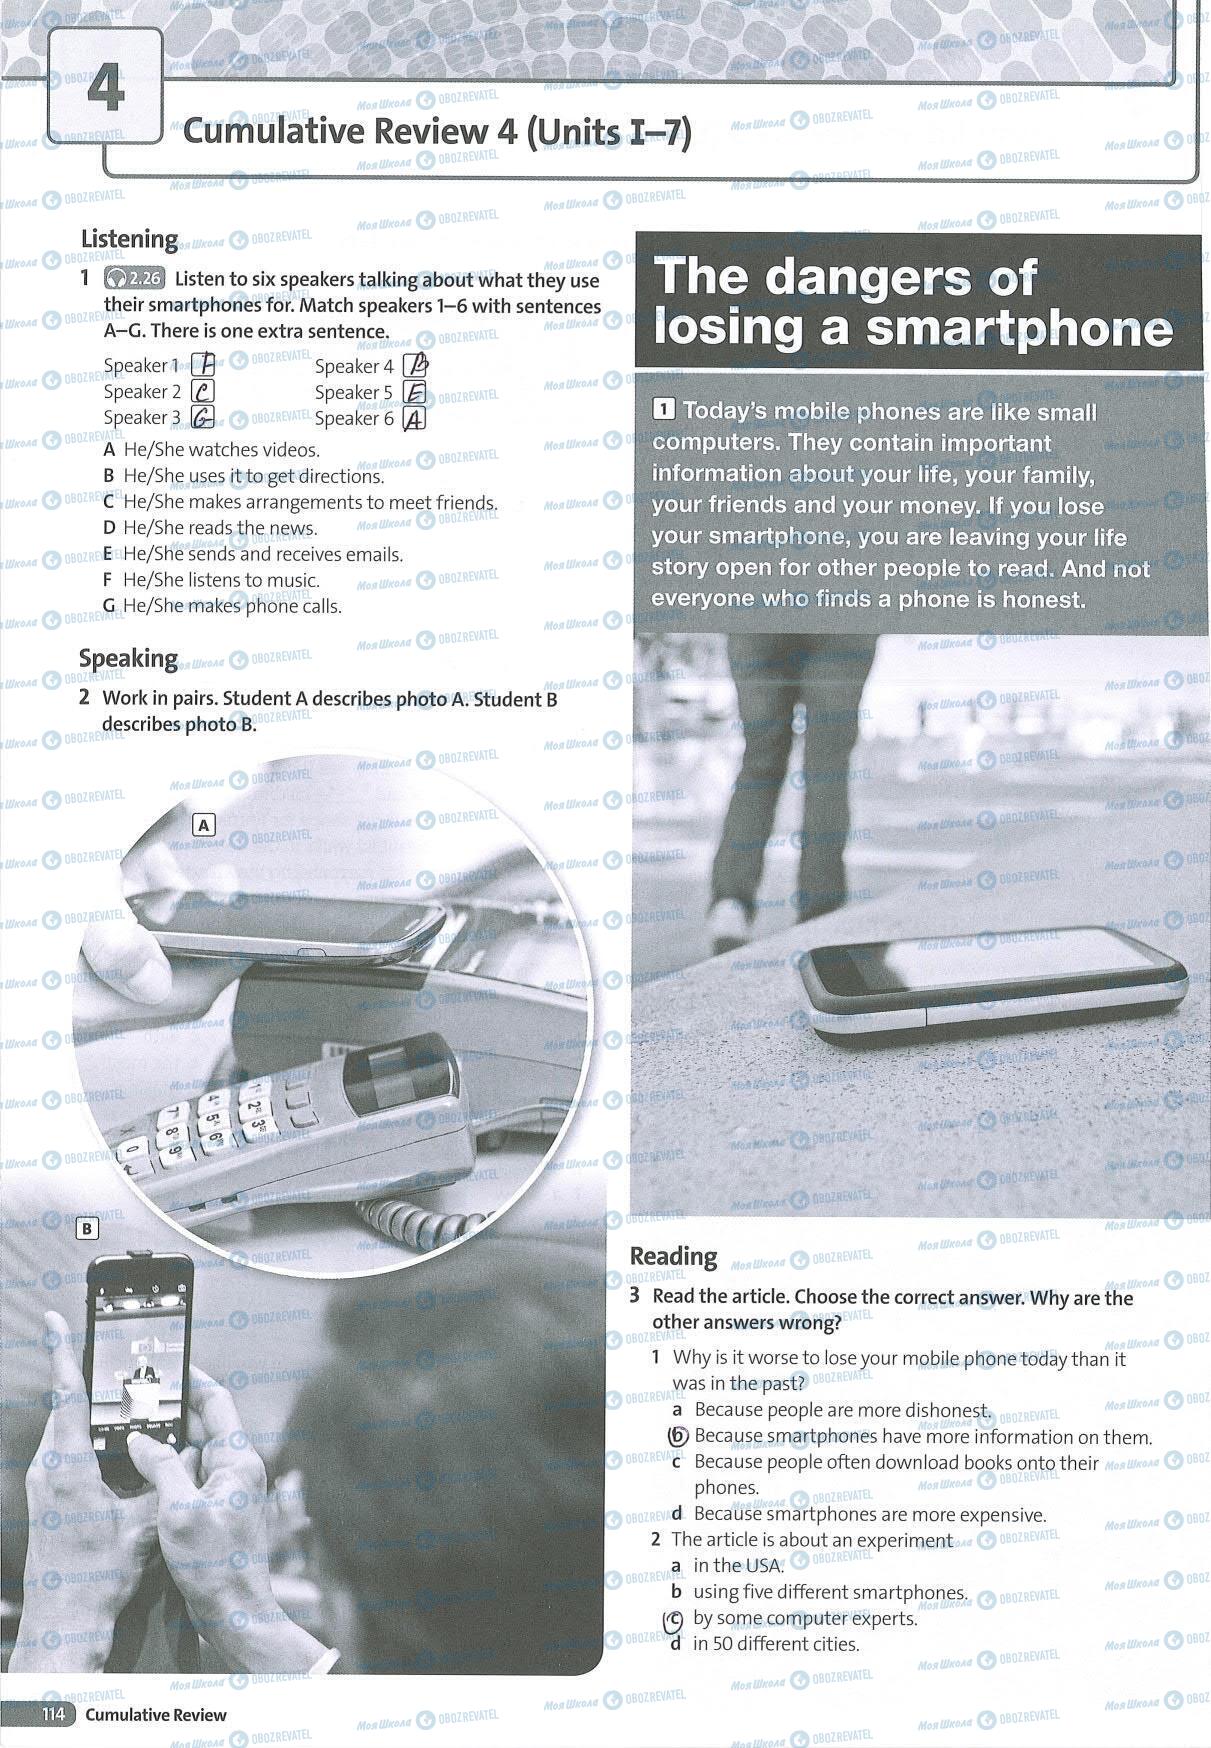 4
Cumulative Review 4 (Units I–7)
Listening
1 2.26 Listen to six speakers talking about what they use
their smartphones for. Match speakers 1–6 with sentences
A–G. There is one extra sentence.
Speaker 1 F Speaker 4 B
Speaker 2 C Speaker 5 E
Speaker 3 G Speaker 6 A
A He/She watches videos.
B He/She uses it to get directions.
C He/She makes arrangements to meet friends.
D He/She reads the news.
E He/She sends and receives emails.
F He/She listens to music.
G He/She makes phone calls.
Speaking
2 Work in pairs. Student A describes photo A. Student B
describes photo B.
A
B
The dangers of
losing a smartphone
1 Today's mobile phones are like small
computers. They contain important
information about your life, your family,
your friends and your money. If you lose
your smartphone, you are leaving your life
story open for other people to read. And not
everyone who finds a phone is honest.
Reading
3 Read the article. Choose the correct answer. Why are the
other answers wrong?
1 Why is it worse to lose your mobile phone today than it
was in the past?
a Because people are more dishonest.
b Because smartphones have more information on them.
c Because people often download books onto their
phones.
d Because smartphones are more expensive.
2 The article is about an experiment
a in the USA.
b using five different smartphones.
c by some computer experts.
d in 50 different cities.
114 Cumulative Review
Моя Школа OBOZREVATEL